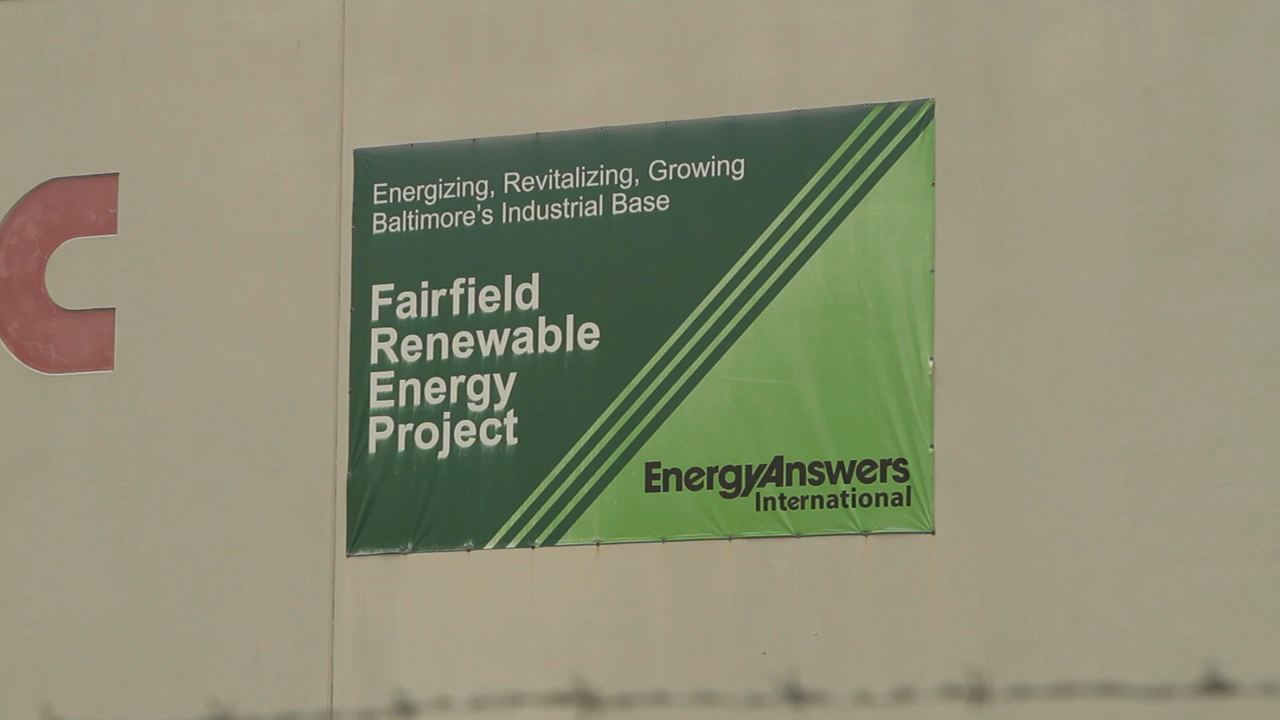 C
Energizing, Revitalizing, Growing
Baltimore's Industrial Base
Fairfield
Renewable
Energy
Project
EnergyAnswers
International